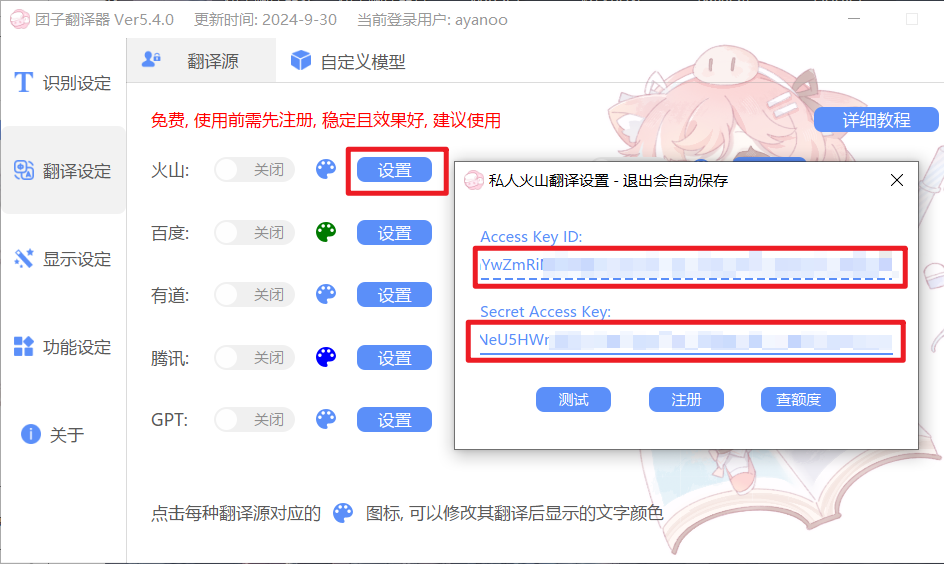 团子翻译器 Ver5.4.0 更新时间: 2024-9-30 当前登录用户: ayanoo
识别设定
翻译设定
显示设定
功能设定
关于
翻译源
自定义模型
免费, 使用前需先注册, 稳定且效果好, 建议使用
详细教程
火山: 关闭 设置
百度: 关闭 设置
有道: 关闭 设置
腾讯: 关闭 设置
GPT: 关闭 设置
点击每种翻译源对应的 图标, 可以修改其翻译后显示的文字颜色
私人火山翻译设置 - 退出会自动保存
Access Key ID:
YwZmRi
Secret Access Key:
NeU5HWr
测试 注册 查额度